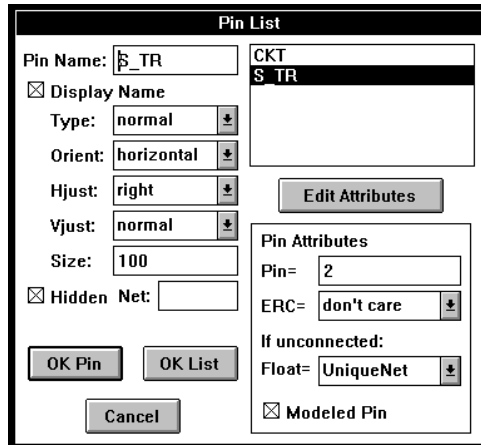 Pin List
Pin Name: S_TR
Display Name
Type: normal
Orient: horizontal
Hjust: right
Vjust: normal
Size: 100
Hidden Net:
OK Pin OK List
Cancel
CKT
S_TR
Edit Attributes
Pin Attributes
Pin= 2
ERC= don't care
If unconnected:
Float= UniqueNet
Modeled Pin